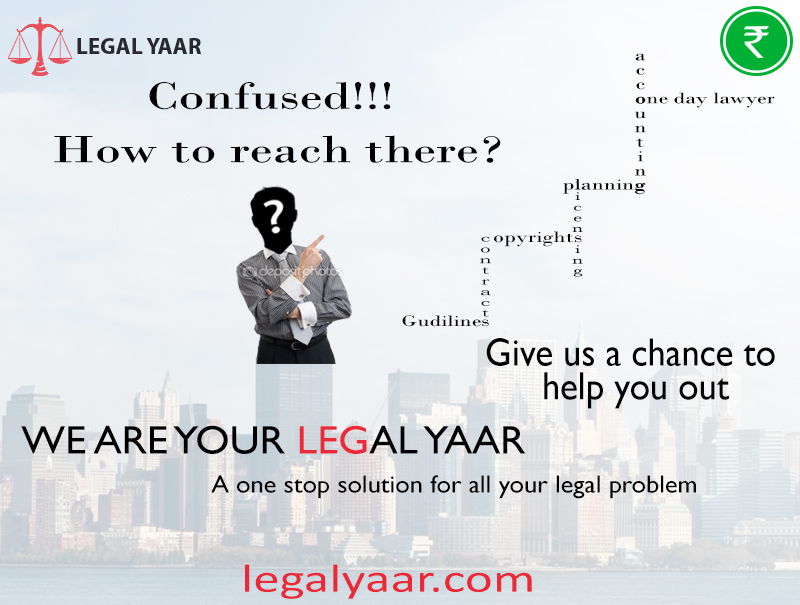 LEGAL YAAR
₹
Confused!!!
How to reach there?
accounting
one day lawyer
planning
licensing
copyrights
contract
Gudilines
?
depositphotos
Give us a chance to
help you out
WE ARE YOUR LEGAL YAAR
A one stop solution for all your legal problem
legalyaar.com